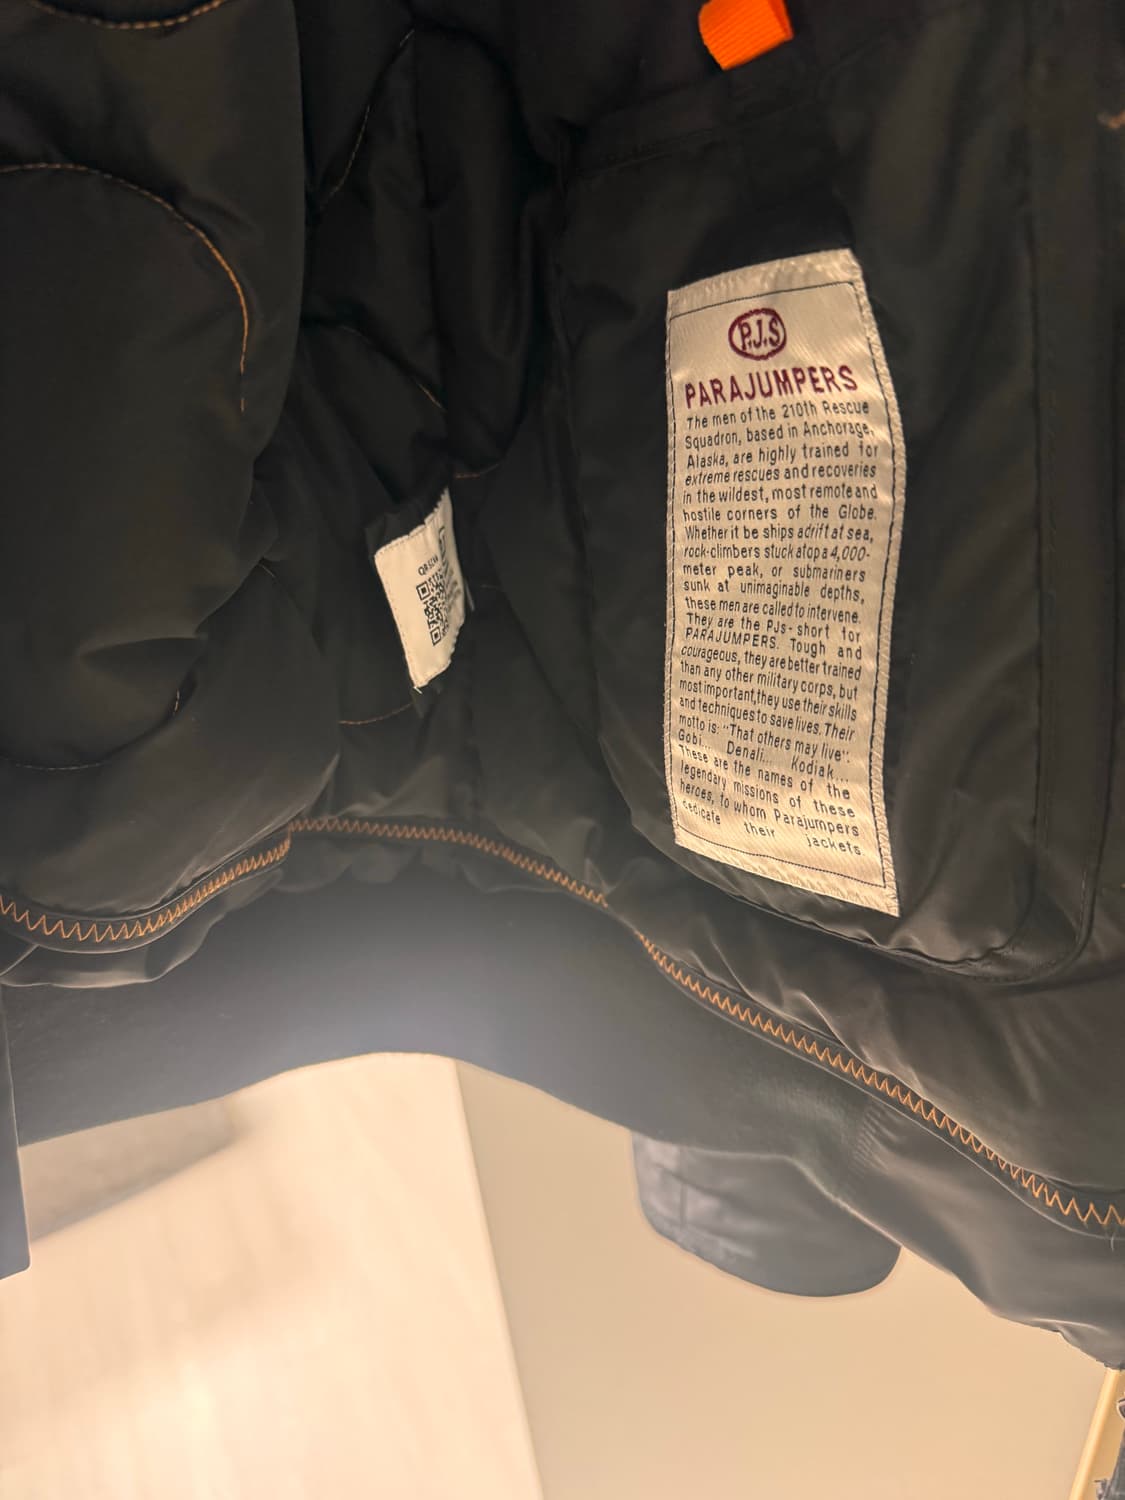 P.J.S
PARAJUMPERS
The men of the 210th Rescue
Squadron, based in Anchorage,
Alaska, are highly trained for
extreme rescues and recoveries
in the wildest, most remote and
hostile corners of the Globe.
Whether it be ships adrift at sea,
rock-climbers stuck atop a 4,000-
meter peak, or submariners
sunk at unimaginable depths,
these men are called to intervene.
They are the PJs- short for
PARAJUMPERS. Tough and
courageous, they are better trained
than any other military corps, but
most important,they use their skills
and techniques to save lives. Their
motto is: "That others may live":
Gobi... Denali... Kodiak...
These are the names of the
legendary missions of these
heroes, to whom Parajumpers
dedicate their
jackets.